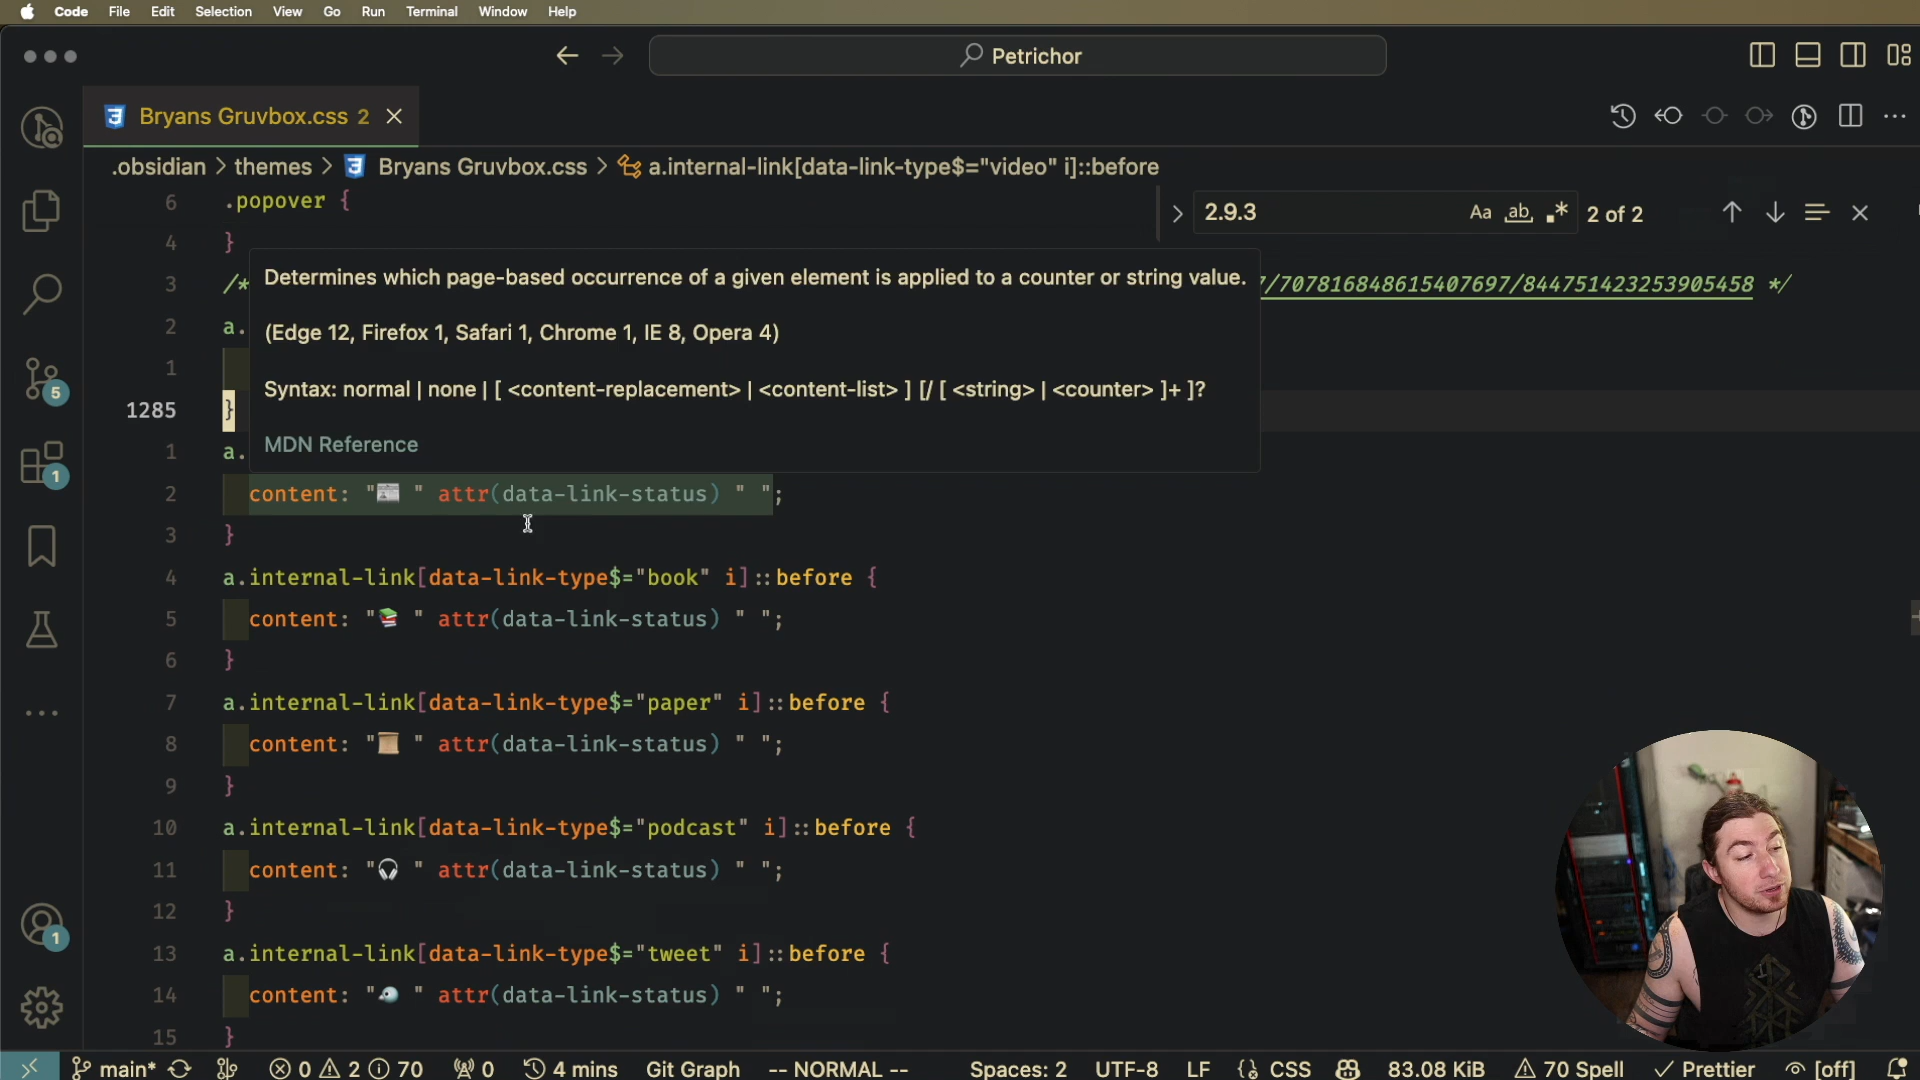 Code File Edit Selection View Go Run Terminal Window Help
Petrichor
Bryans Gruvbox.css 2
.obsidian > themes > Bryans Gruvbox.css > a.internal-link[data-link-type$="video" i]::before
2.9.3 Aa ab 2 of 2
6 .popover {
4 }
3 /* 7/707816848615407697/844751423253905458 */
2 a.
1
1285 }
1 a.
Determines which page-based occurrence of a given element is applied to a counter or string value.
(Edge 12, Firefox 1, Safari 1, Chrome 1, IE 8, Opera 4)
Syntax: normal | none | [ <content-replacement> | <content-list> ] [/ [ <string> | <counter> ]+ ]?
MDN Reference
2 content: "📰 " attr(data-link-status) " ";
3 }
4 a.internal-link[data-link-type$="book" i]::before {
5 content: "📚 " attr(data-link-status) " ";
6 }
7 a.internal-link[data-link-type$="paper" i]::before {
8 content: "📜 " attr(data-link-status) " ";
9 }
10 a.internal-link[data-link-type$="podcast" i]::before {
11 content: "🎧 " attr(data-link-status) " ";
12 }
13 a.internal-link[data-link-type$="tweet" i]::before {
14 content: "🐦 " attr(data-link-status) " ";
15 }
5
1
1
main* 0 2 70 0 4 mins Git Graph -- NORMAL -- Spaces: 2 UTF-8 LF CSS 83.08 KiB 70 Spell Prettier [off]